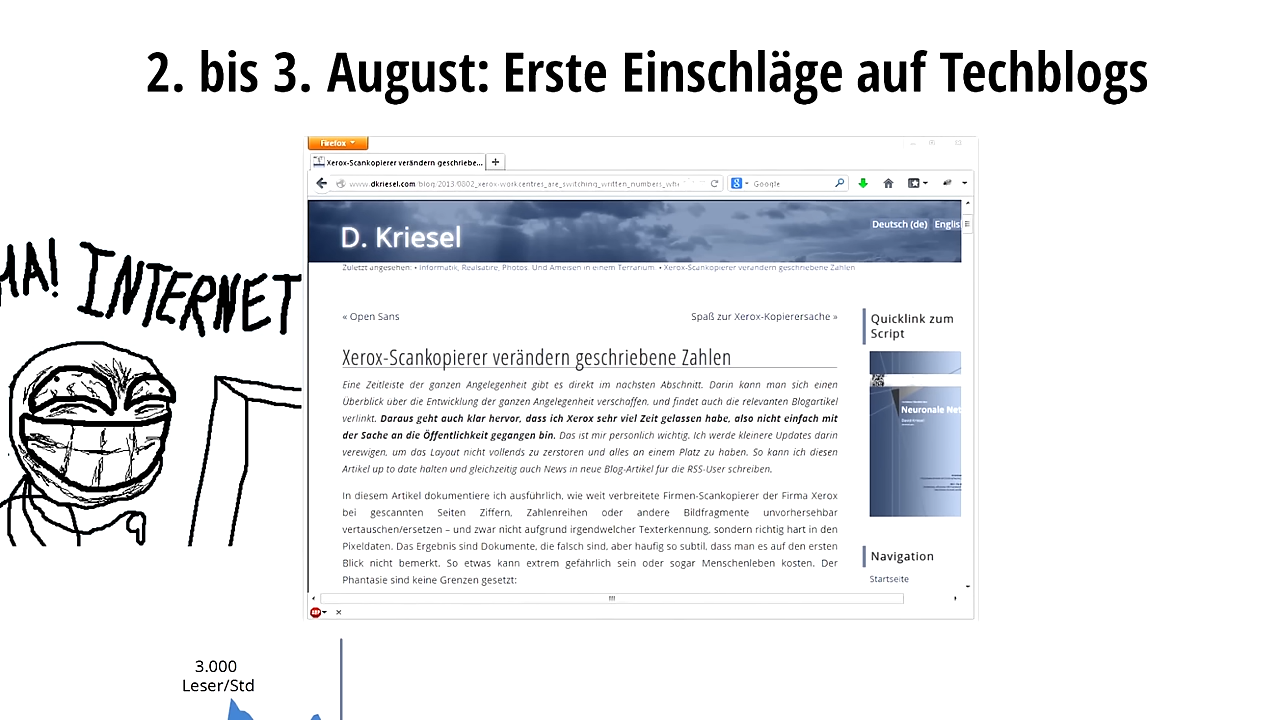 2. bis 3. August: Erste Einschläge auf Techblogs
Firefox
Xerox-Scankopierer verändern geschriebe...
www.dkriesel.com/blog/2013/0802_xerox-workcentres_are_switching_written_numbers_whe
Google
D. Kriesel
Deutsch (de) Englis
Zuletzt angesehen: • Informatik, Realsatire, Photos. Und Ameisen in einem Terrarium. • Xerox-Scankopierer verändern geschriebene Zahlen
« Open Sans
Spaß zur Xerox-Kopierersache »
Quicklink zum
Script
Xerox-Scankopierer verändern geschriebene Zahlen
Eine Zeitleiste der ganzen Angelegenheit gibt es direkt im nächsten Abschnitt. Darin kann man sich einen
Überblick über die Entwicklung der ganzen Angelegenheit verschaffen, und findet auch die relevanten Blogartikel
verlinkt. Daraus geht auch klar hervor, dass ich Xerox sehr viel Zeit gelassen habe, also nicht einfach mit
der Sache an die Öffentlichkeit gegangen bin. Das ist mir persönlich wichtig. Ich werde kleinere Updates darin
verewigen, um das Layout nicht vollends zu zerstören und alles an einem Platz zu haben. So kann ich diesen
Artikel up to date halten und gleichzeitig auch News in neue Blog-Artikel für die RSS-User schreiben.
In diesem Artikel dokumentiere ich ausführlich, wie weit verbreitete Firmen-Scankopierer der Firma Xerox
bei gescannten Seiten Ziffern, Zahlenreihen oder andere Bildfragmente unvorhersehbar
vertauschen/ersetzen – und zwar nicht aufgrund irgendwelcher Texterkennung, sondern richtig hart in den
Pixeldaten. Das Ergebnis sind Dokumente, die falsch sind, aber häufig so subtil, dass man es auf den ersten
Blick nicht bemerkt. So etwas kann extrem gefährlich sein oder sogar Menschenleben kosten. Der
Phantasie sind keine Grenzen gesetzt:
Neuronale Net
Navigation
Startseite
ABP
MA! INTERNET
3.000
Leser/Std